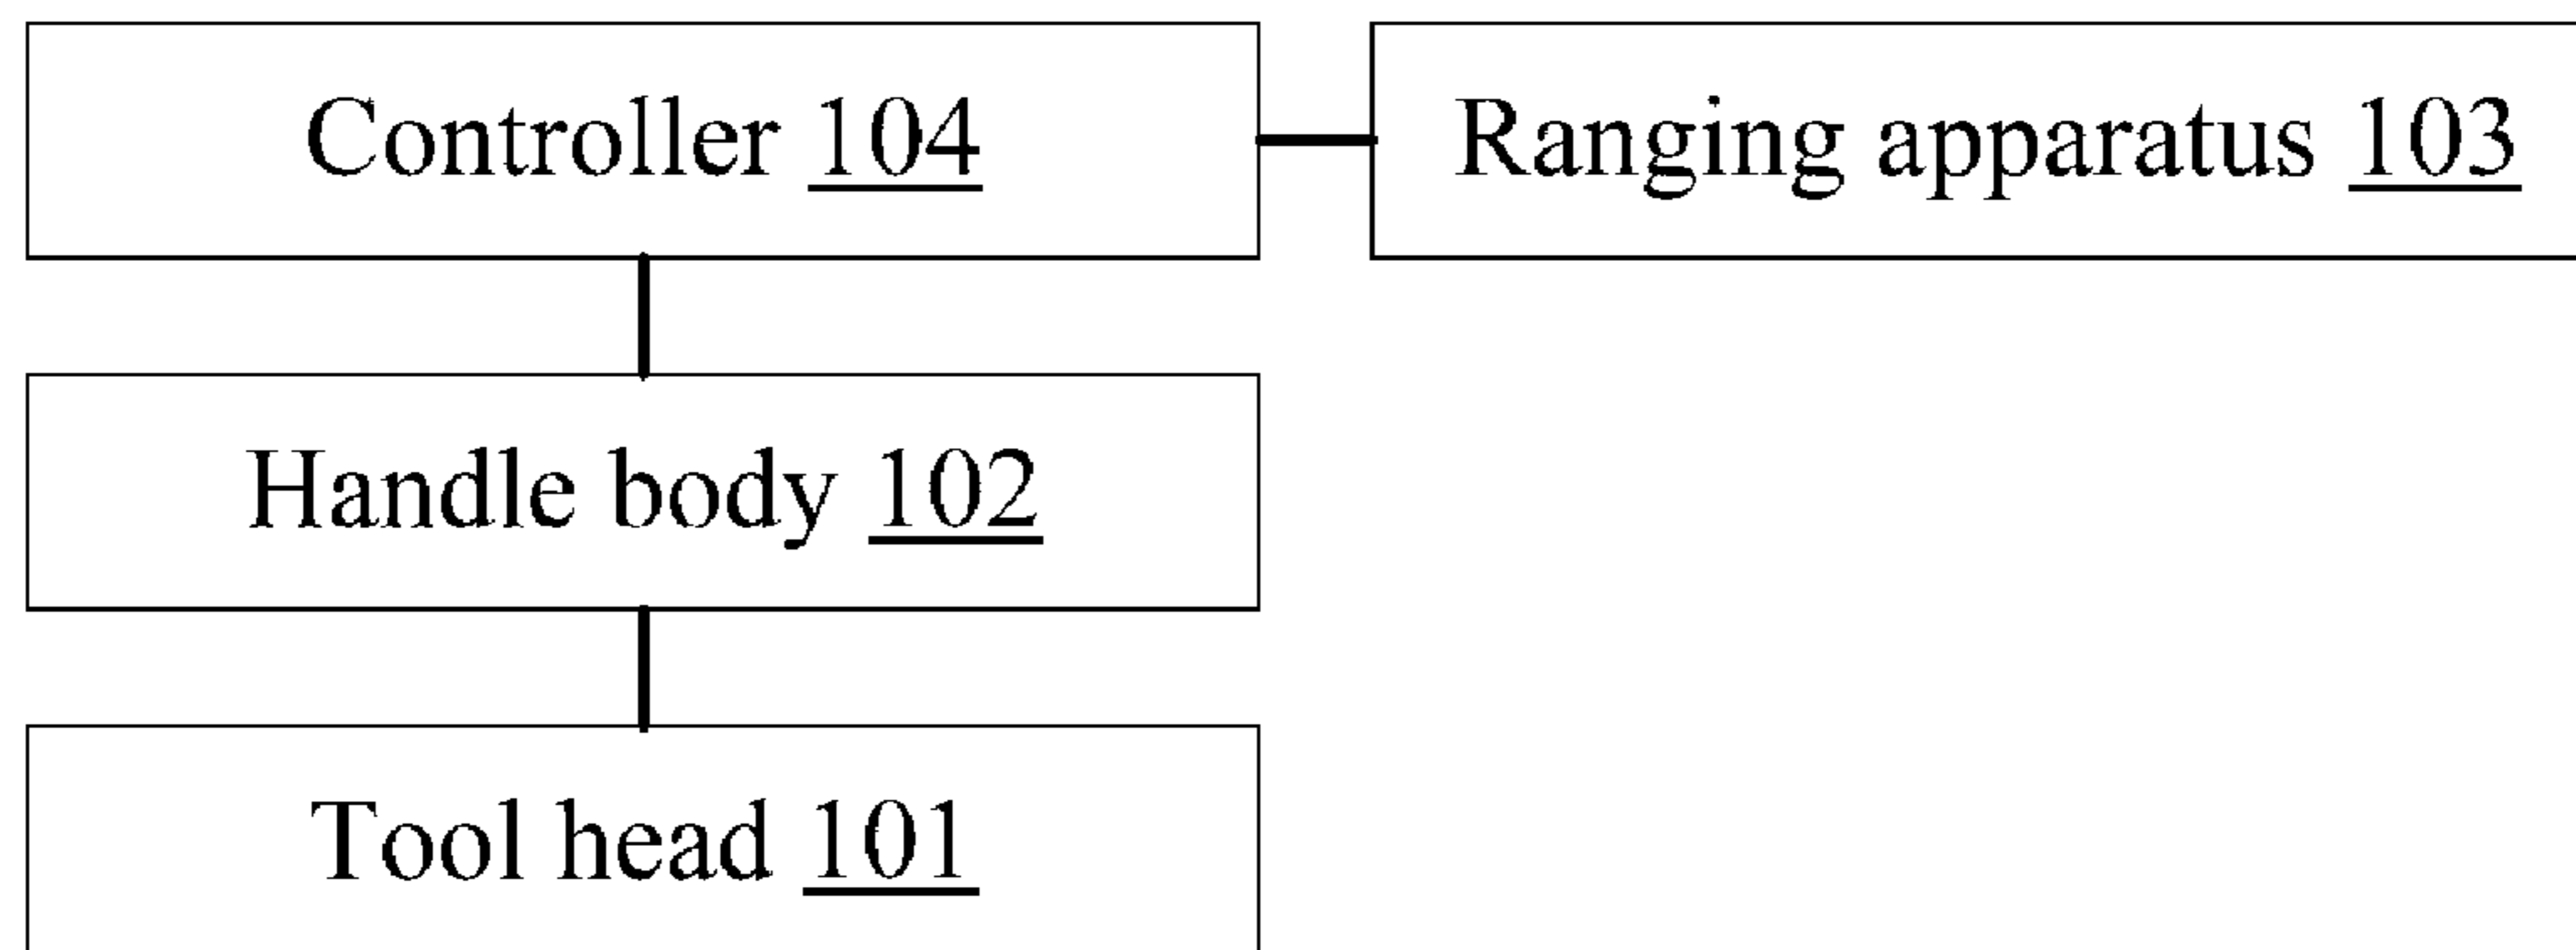 Controller 104
Ranging apparatus 103
Handle body 102
Tool head 101